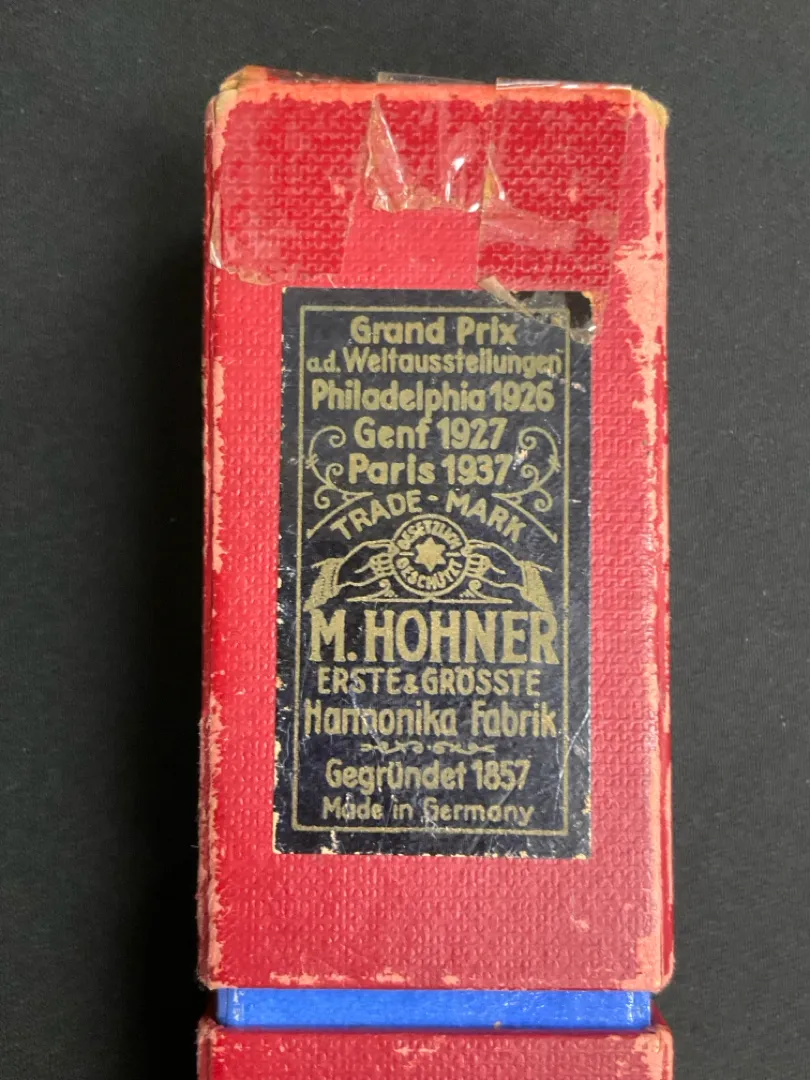 Grand Prix
a.d. Weltausstellungen
Philadelphia 1926
Genf 1927
Paris 1937
TRADE-MARK
GESETZLICH
GESCHÜTZT
M. HOHNER
ERSTE & GRÖSSTE
Harmonika Fabrik
Gegründet 1857
Made in Germany